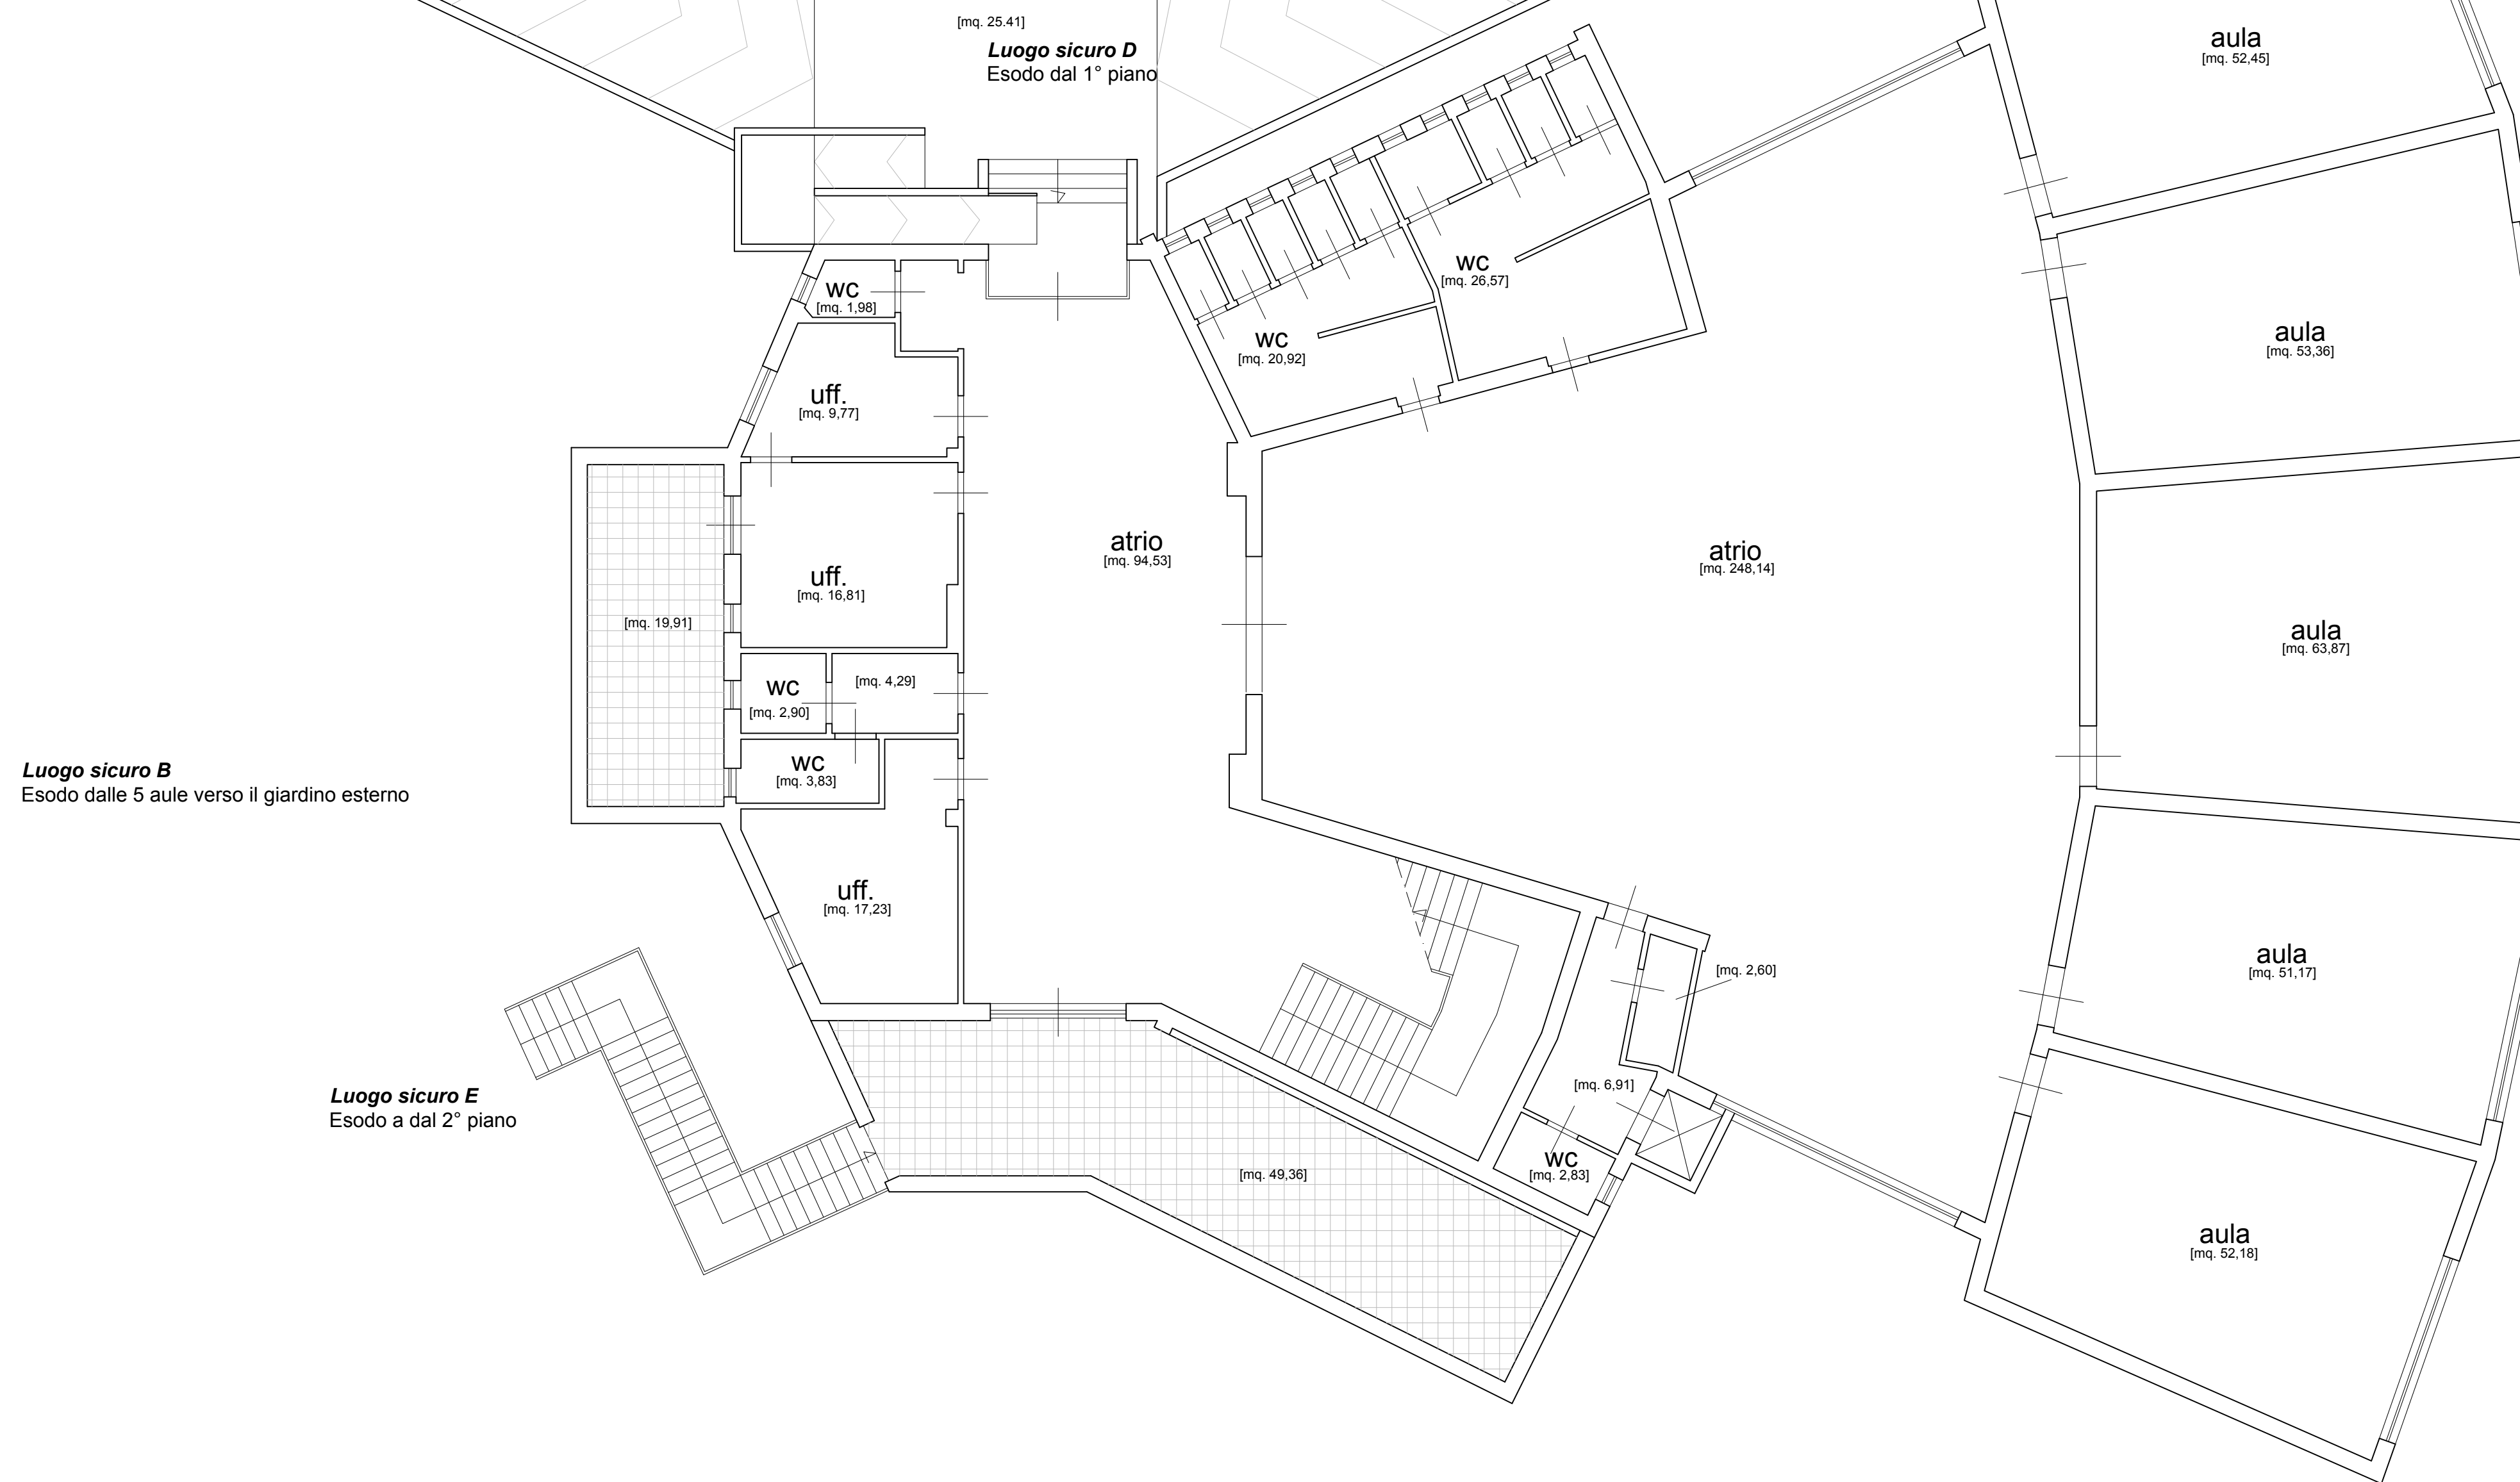 [mq. 25.41]
Luogo sicuro D
Esodo dal 1° piano
aula
[mq. 52,45]
wc
[mq. 1,98]
wc
[mq. 26,57]
wc
[mq. 20,92]
aula
[mq. 53,36]
uff.
[mq. 9,77]
atrio
[mq. 94,53]
atrio
[mq. 248,14]
uff.
[mq. 16,81]
[mq. 19,91]
aula
[mq. 63,87]
[mq. 4,29]
wc
[mq. 2,90]
wc
[mq. 3,83]
Luogo sicuro B
Esodo dalle 5 aule verso il giardino esterno
uff.
[mq. 17,23]
aula
[mq. 51,17]
[mq. 2,60]
[mq. 6,91]
Luogo sicuro E
Esodo a dal 2° piano
wc
[mq. 2,83]
[mq. 49,36]
aula
[mq. 52,18]